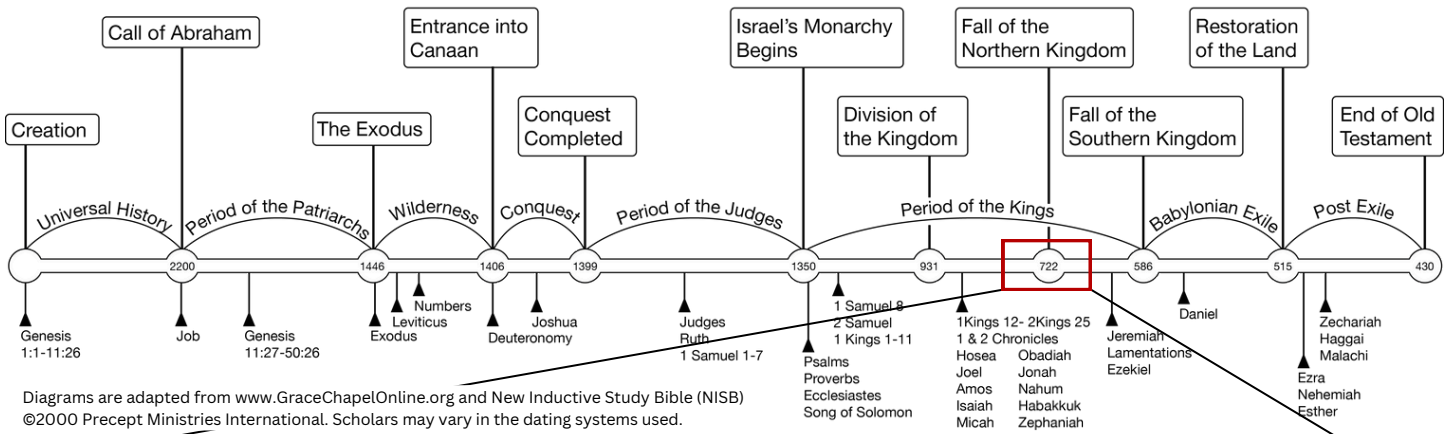 Call of Abraham
Entrance into
Canaan
Israel's Monarchy
Begins
Fall of the
Northern Kingdom
Restoration
of the Land
Creation
The Exodus
Conquest
Completed
Division of
the Kingdom
Fall of the
Southern Kingdom
End of Old
Testament
Universal History
Period of the Patriarchs
Wilderness
Conquest
Period of the Judges
Period of the Kings
Babylonian Exile
Post Exile
2200
1446
1406
1399
1350
931
722
586
515
430
Genesis
1:1-11:26
Job
Genesis
11:27-50:26
Exodus
Leviticus
Numbers
Deuteronomy
Joshua
Judges
Ruth
1 Samuel 1-7
Psalms
Proverbs
Ecclesiastes
Song of Solomon
1 Samuel 8
2 Samuel
1 Kings 1-11
1Kings 12- 2Kings 25
1 & 2 Chronicles
Hosea
Joel
Amos
Isaiah
Micah
Obadiah
Jonah
Nahum
Habakkuk
Zephaniah
Jeremiah
Lamentations
Ezekiel
Daniel
Ezra
Nehemiah
Esther
Zechariah
Haggai
Malachi
Diagrams are adapted from www.GraceChapelOnline.org and New Inductive Study Bible (NISB)
©2000 Precept Ministries International. Scholars may vary in the dating systems used.